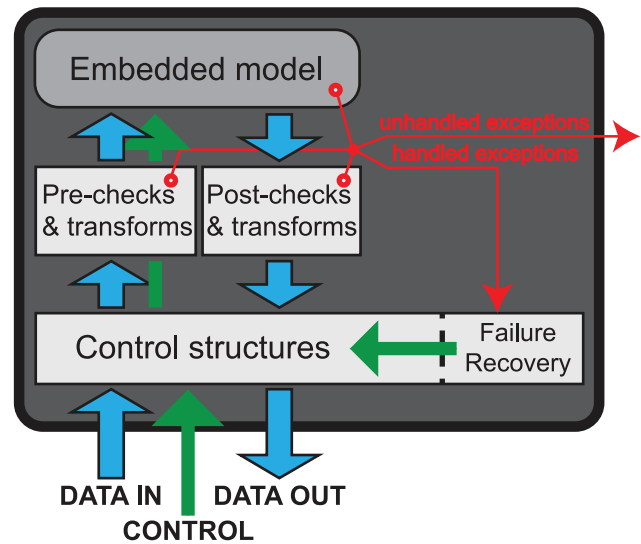 Embedded model
unhandled exceptions
handled exceptions
Pre-checks
& transforms
Post-checks
& transforms
Control structures
Failure
Recovery
DATA IN
DATA OUT
CONTROL